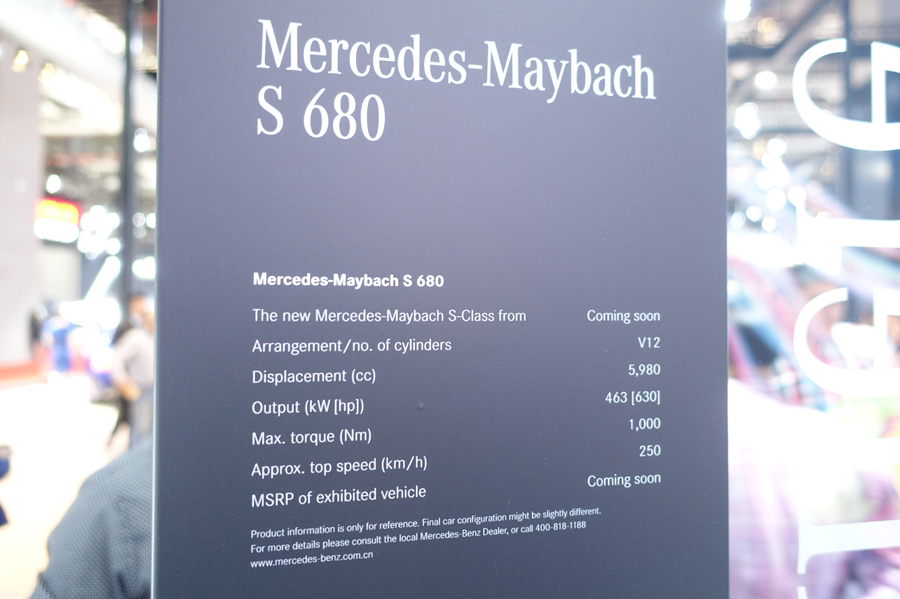 Mercedes-Maybach
S 680
Mercedes-Maybach S 680
The new Mercedes-Maybach S-Class from Coming soon
Arrangement/no. of cylinders V12
Displacement (cc) 5,980
Output (kW [hp]) 463 [630]
Max. torque (Nm) 1,000
Approx. top speed (km/h) 250
MSRP of exhibited vehicle Coming soon
Product information is only for reference. Final car configuration might be slightly different.
For more details please consult the local Mercedes-Benz Dealer, or call 400-818-1188
www.mercedes-benz.com.cn